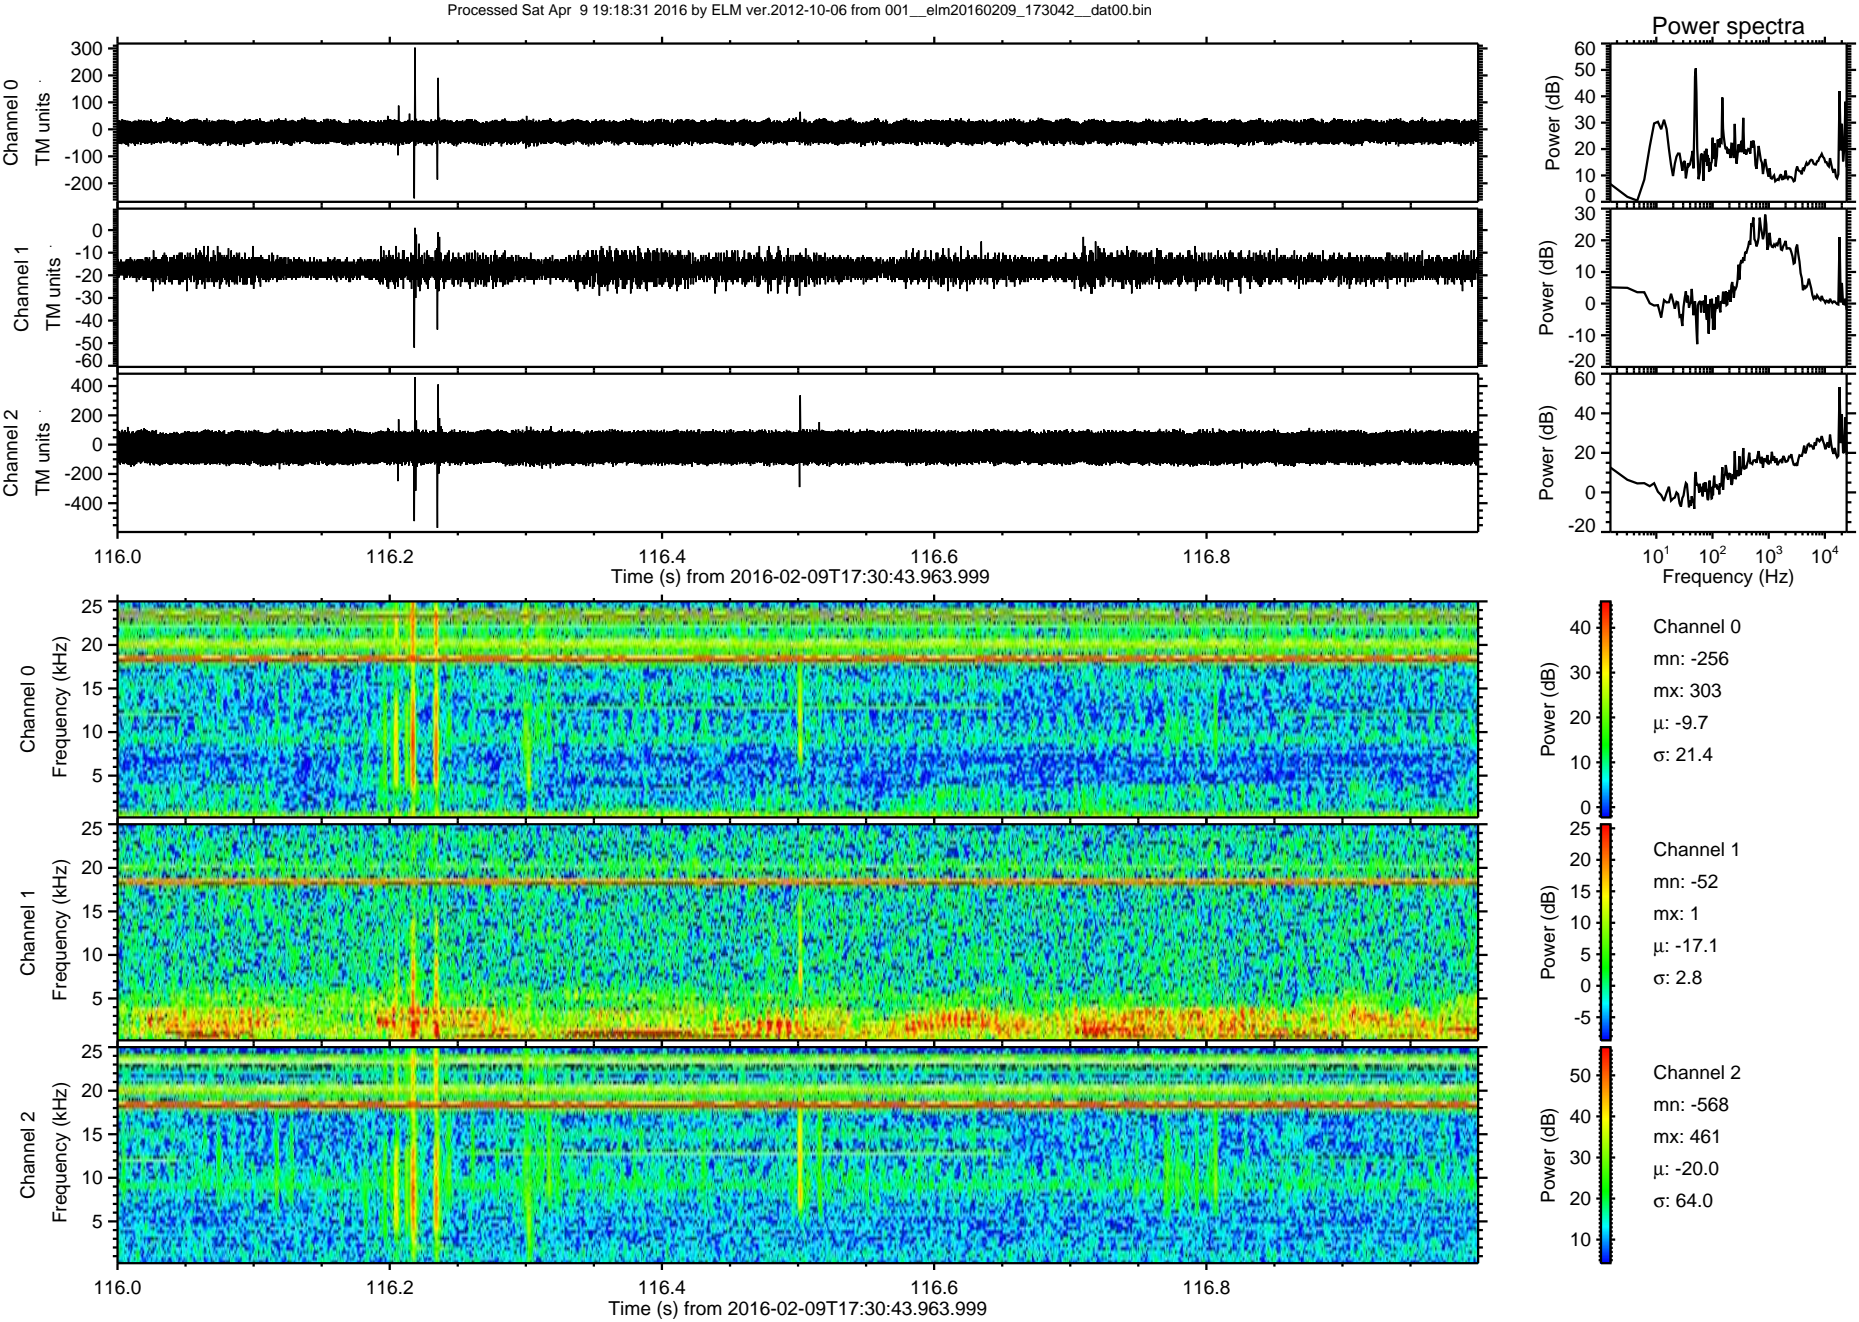 Processed Sat Apr  9 19:18:31 2016 by ELM ver.2012-10-06 from 001__elm20160209_173042__dat00.bin
Power spectra
Channel 0
TM units
300
200
100
0
-100
-200
Power (dB)
60
50
40
30
20
10
0
Channel 1
TM units
0
-10
-20
-30
-40
-50
-60
Power (dB)
30
20
10
0
-10
-20
Channel 2
TM units
400
200
0
-200
-400
Power (dB)
60
40
20
0
-20
116.0 116.2 116.4 116.6 116.8
Time (s) from 2016-02-09T17:30:43.963.999
10^1 10^2 10^3 10^4
Frequency (Hz)
Channel 0
Frequency (kHz)
25
20
15
10
5
Power (dB)
40
30
20
10
0
Channel 0
mn: -256
mx: 303
μ: -9.7
σ: 21.4
Channel 1
Frequency (kHz)
25
20
15
10
5
Power (dB)
25
20
15
10
5
0
-5
Channel 1
mn: -52
mx: 1
μ: -17.1
σ: 2.8
Channel 2
Frequency (kHz)
25
20
15
10
5
Power (dB)
50
40
30
20
10
Channel 2
mn: -568
mx: 461
μ: -20.0
σ: 64.0
116.0 116.2 116.4 116.6 116.8
Time (s) from 2016-02-09T17:30:43.963.999